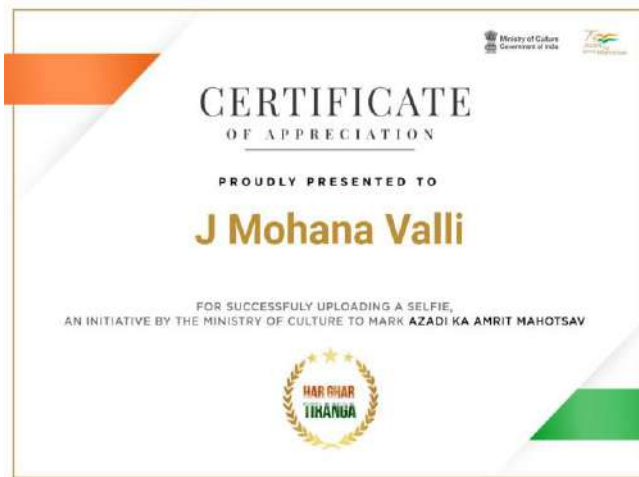 Ministry of Culture
Government of India
CERTIFICATE
OF APPRECIATION
PROUDLY PRESENTED TO
J Mohana Valli
FOR SUCCESSFULY UPLOADING A SELFIE,
AN INITIATIVE BY THE MINISTRY OF CULTURE TO MARK AZADI KA AMRIT MAHOTSAV
HAR GHAR
TIRANGA